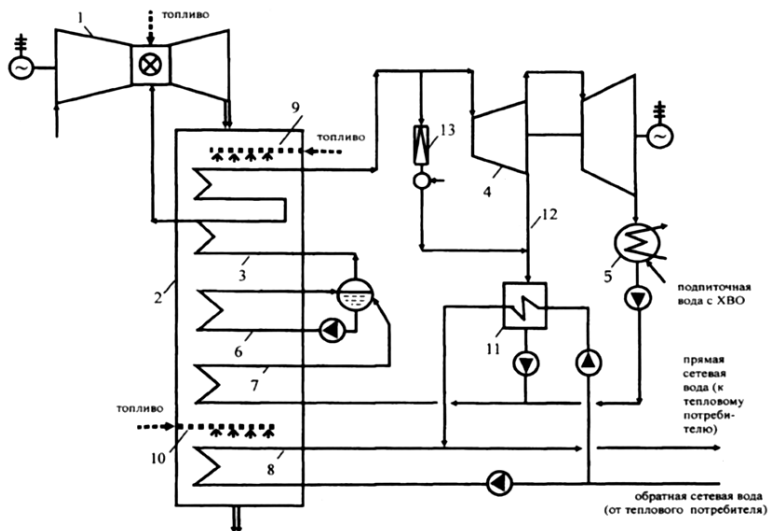 1
топливо
9
топливо
13
4
12
2
3
5
подпиточная
вода с ХВО
6
11
7
прямая
сетевая
вода (к
тепловому
потреби-
телю)
топливо
10
8
обратная сетевая вода
(от теплового потребителя)